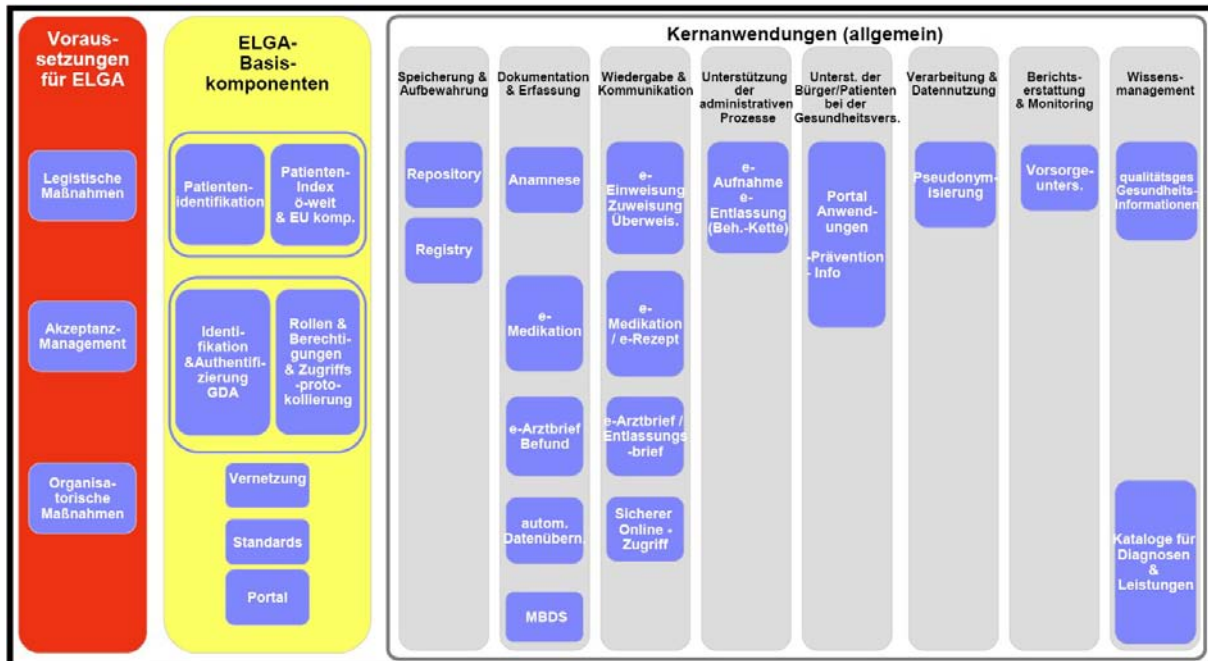 Voraus-
setzungen
für ELGA
Legistische
Maßnahmen
Akzeptanz-
Management
Organisa-
torische
Maßnahmen
ELGA-
Basis-
komponenten
Patienten-
identifikation
Patienten-
Index
ö-weit
& EU komp.
Identi-
fikation
&Authentifi-
zierung
GDA
Rollen &
Berechti-
gungen
& Zugriffs
-proto-
kollierung
Vernetzung
Standards
Portal
Kernanwendungen (allgemein)
Speicherung &
Aufbewahrung
Repository
Registry
Dokumentation
& Erfassung
Anamnese
e-
Medikation
e-Arztbrief
Befund
autom.
Datenübern.
MBDS
Wiedergabe &
Kommunikation
e-
Einweisung
Zuweisung
Überweis.
e-
Medikation
/ e-Rezept
e-Arztbrief /
Entlassungs
-brief
Sicherer
Online -
Zugriff
Unterstützung
der
administrativen
Prozesse
e-
Aufnahme
e-
Entlassung
(Beh.-Kette)
Unterst. der
Bürger/Patienten
bei der
Gesundheitsvers.
Portal
Anwend-
ungen
-Prävention
- Info
Verarbeitung &
Datennutzung
Pseudonym-
isierung
Berichts-
erstattung
& Monitoring
Vorsorge-
unters.
Wissens-
management
qualitätsges
Gesundheits-
Informationen
Kataloge für
Diagnosen
&
Leistungen